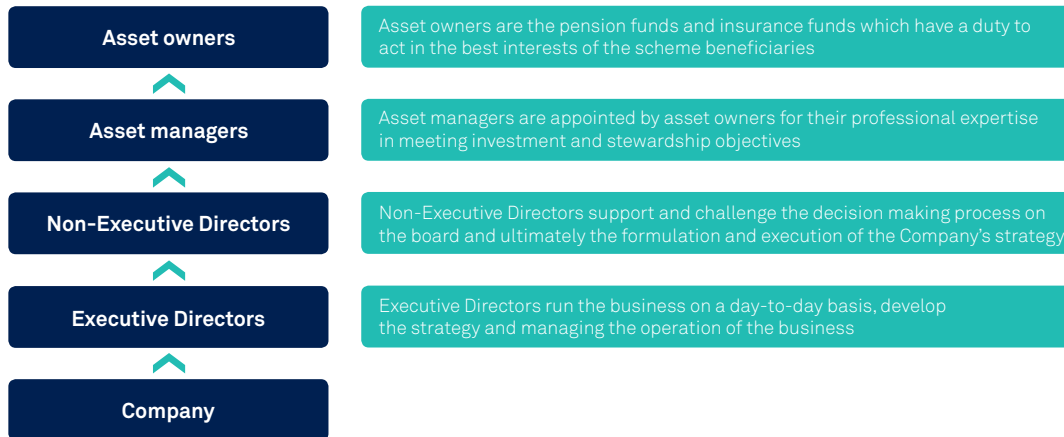 Asset owners
Asset owners are the pension funds and insurance funds which have a duty to
act in the best interests of the scheme beneficiaries
Asset managers
Asset managers are appointed by asset owners for their professional expertise
in meeting investment and stewardship objectives
Non-Executive Directors
Non-Executive Directors support and challenge the decision making process on
the board and ultimately the formulation and execution of the Company's strategy
Executive Directors
Executive Directors run the business on a day-to-day basis, develop
the strategy and managing the operation of the business
Company